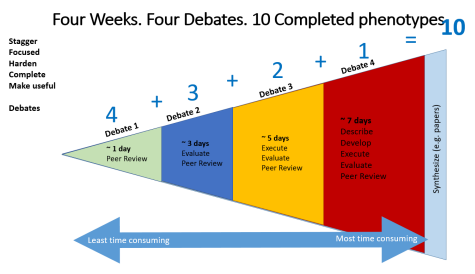 Four Weeks. Four Debates. 10 Completed phenotypes
Stagger
Focused
Harden
Complete
Make useful
Debates
4 + 3 + 2 + 1 = 10
Debate 1
Debate 2
Debate 3
Debate 4
~ 1 day
Peer Review
~ 3 days
Evaluate
Peer Review
~ 5 days
Execute
Evaluate
Peer Review
~ 7 days
Describe
Develop
Execute
Evaluate
Peer Review
Synthesize (e.g. papers)
Least time consuming
Most time consuming